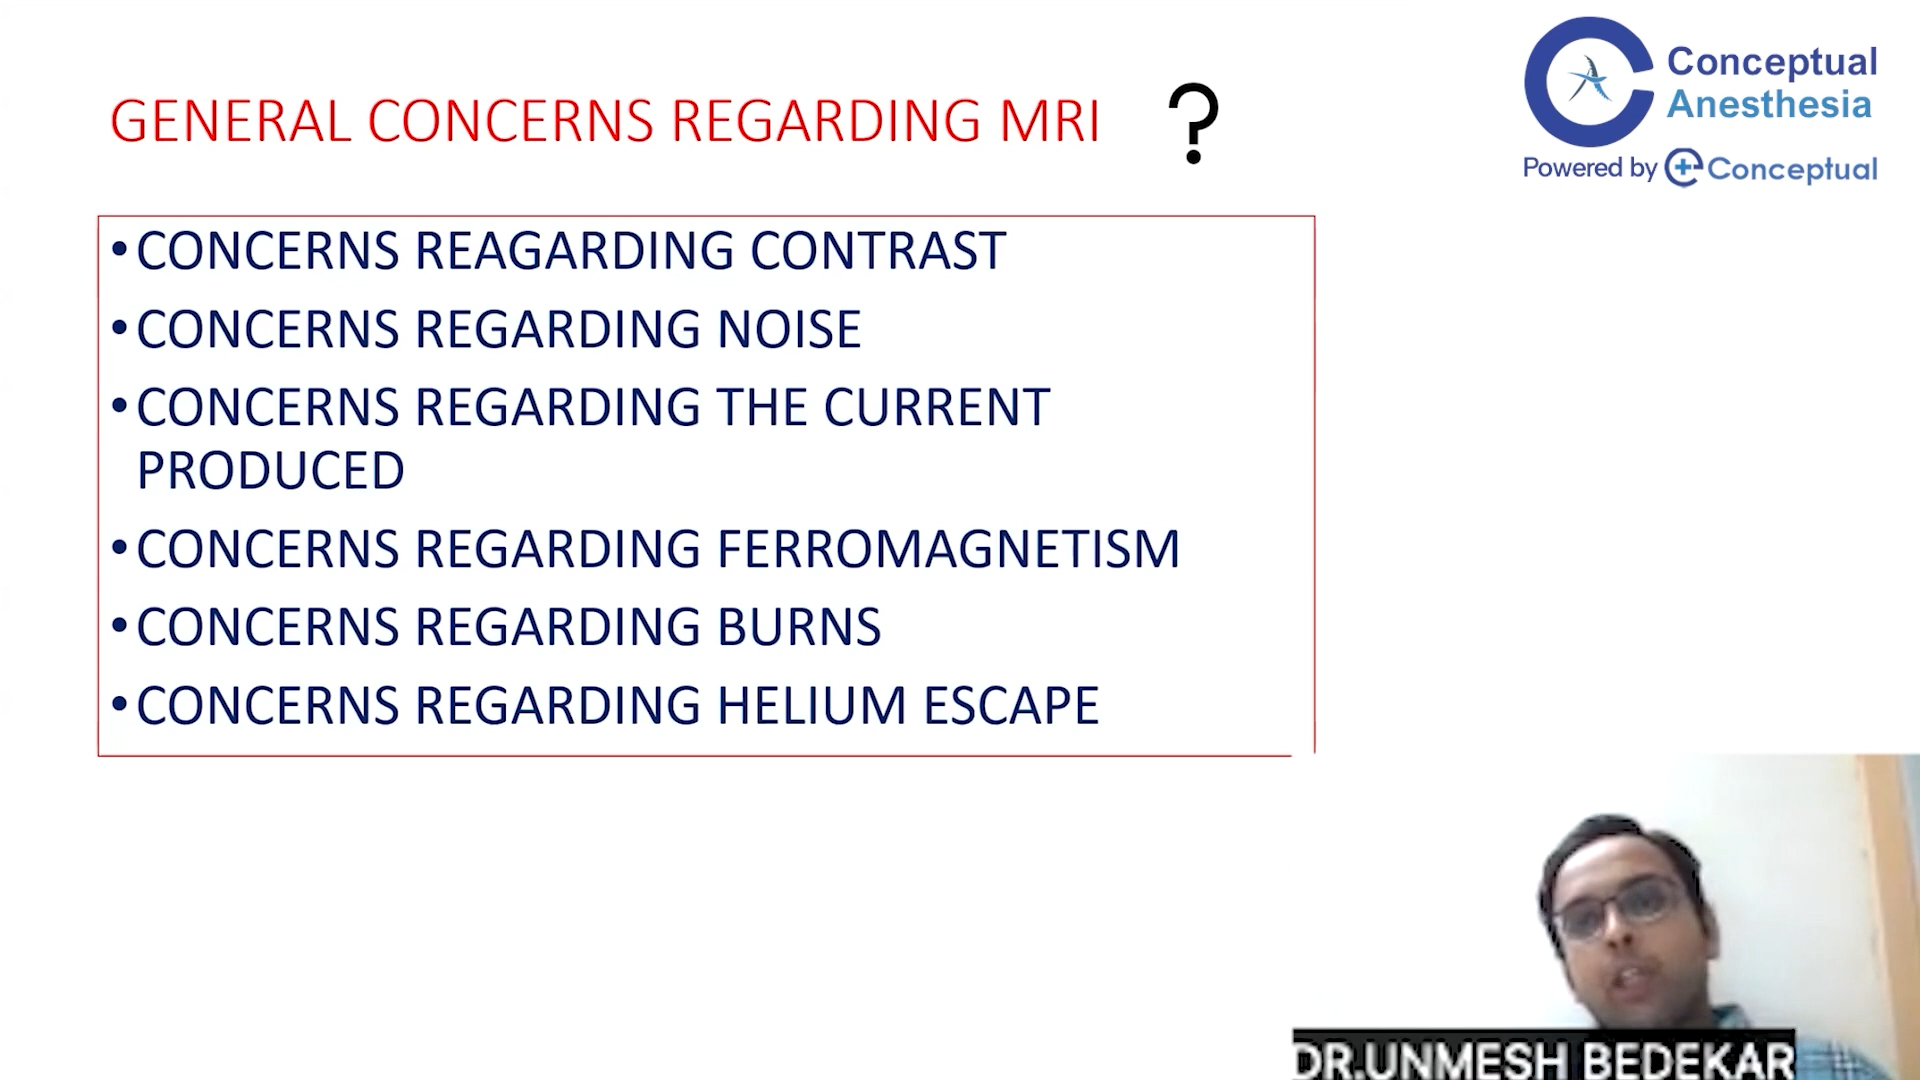 GENERAL CONCERNS REGARDING MRI ?
Conceptual
Anesthesia
Powered by Conceptual
•CONCERNS REAGARDING CONTRAST
•CONCERNS REGARDING NOISE
•CONCERNS REGARDING THE CURRENT
PRODUCED
•CONCERNS REGARDING FERROMAGNETISM
•CONCERNS REGARDING BURNS
•CONCERNS REGARDING HELIUM ESCAPE
DR.UNMESH BEDEKAR